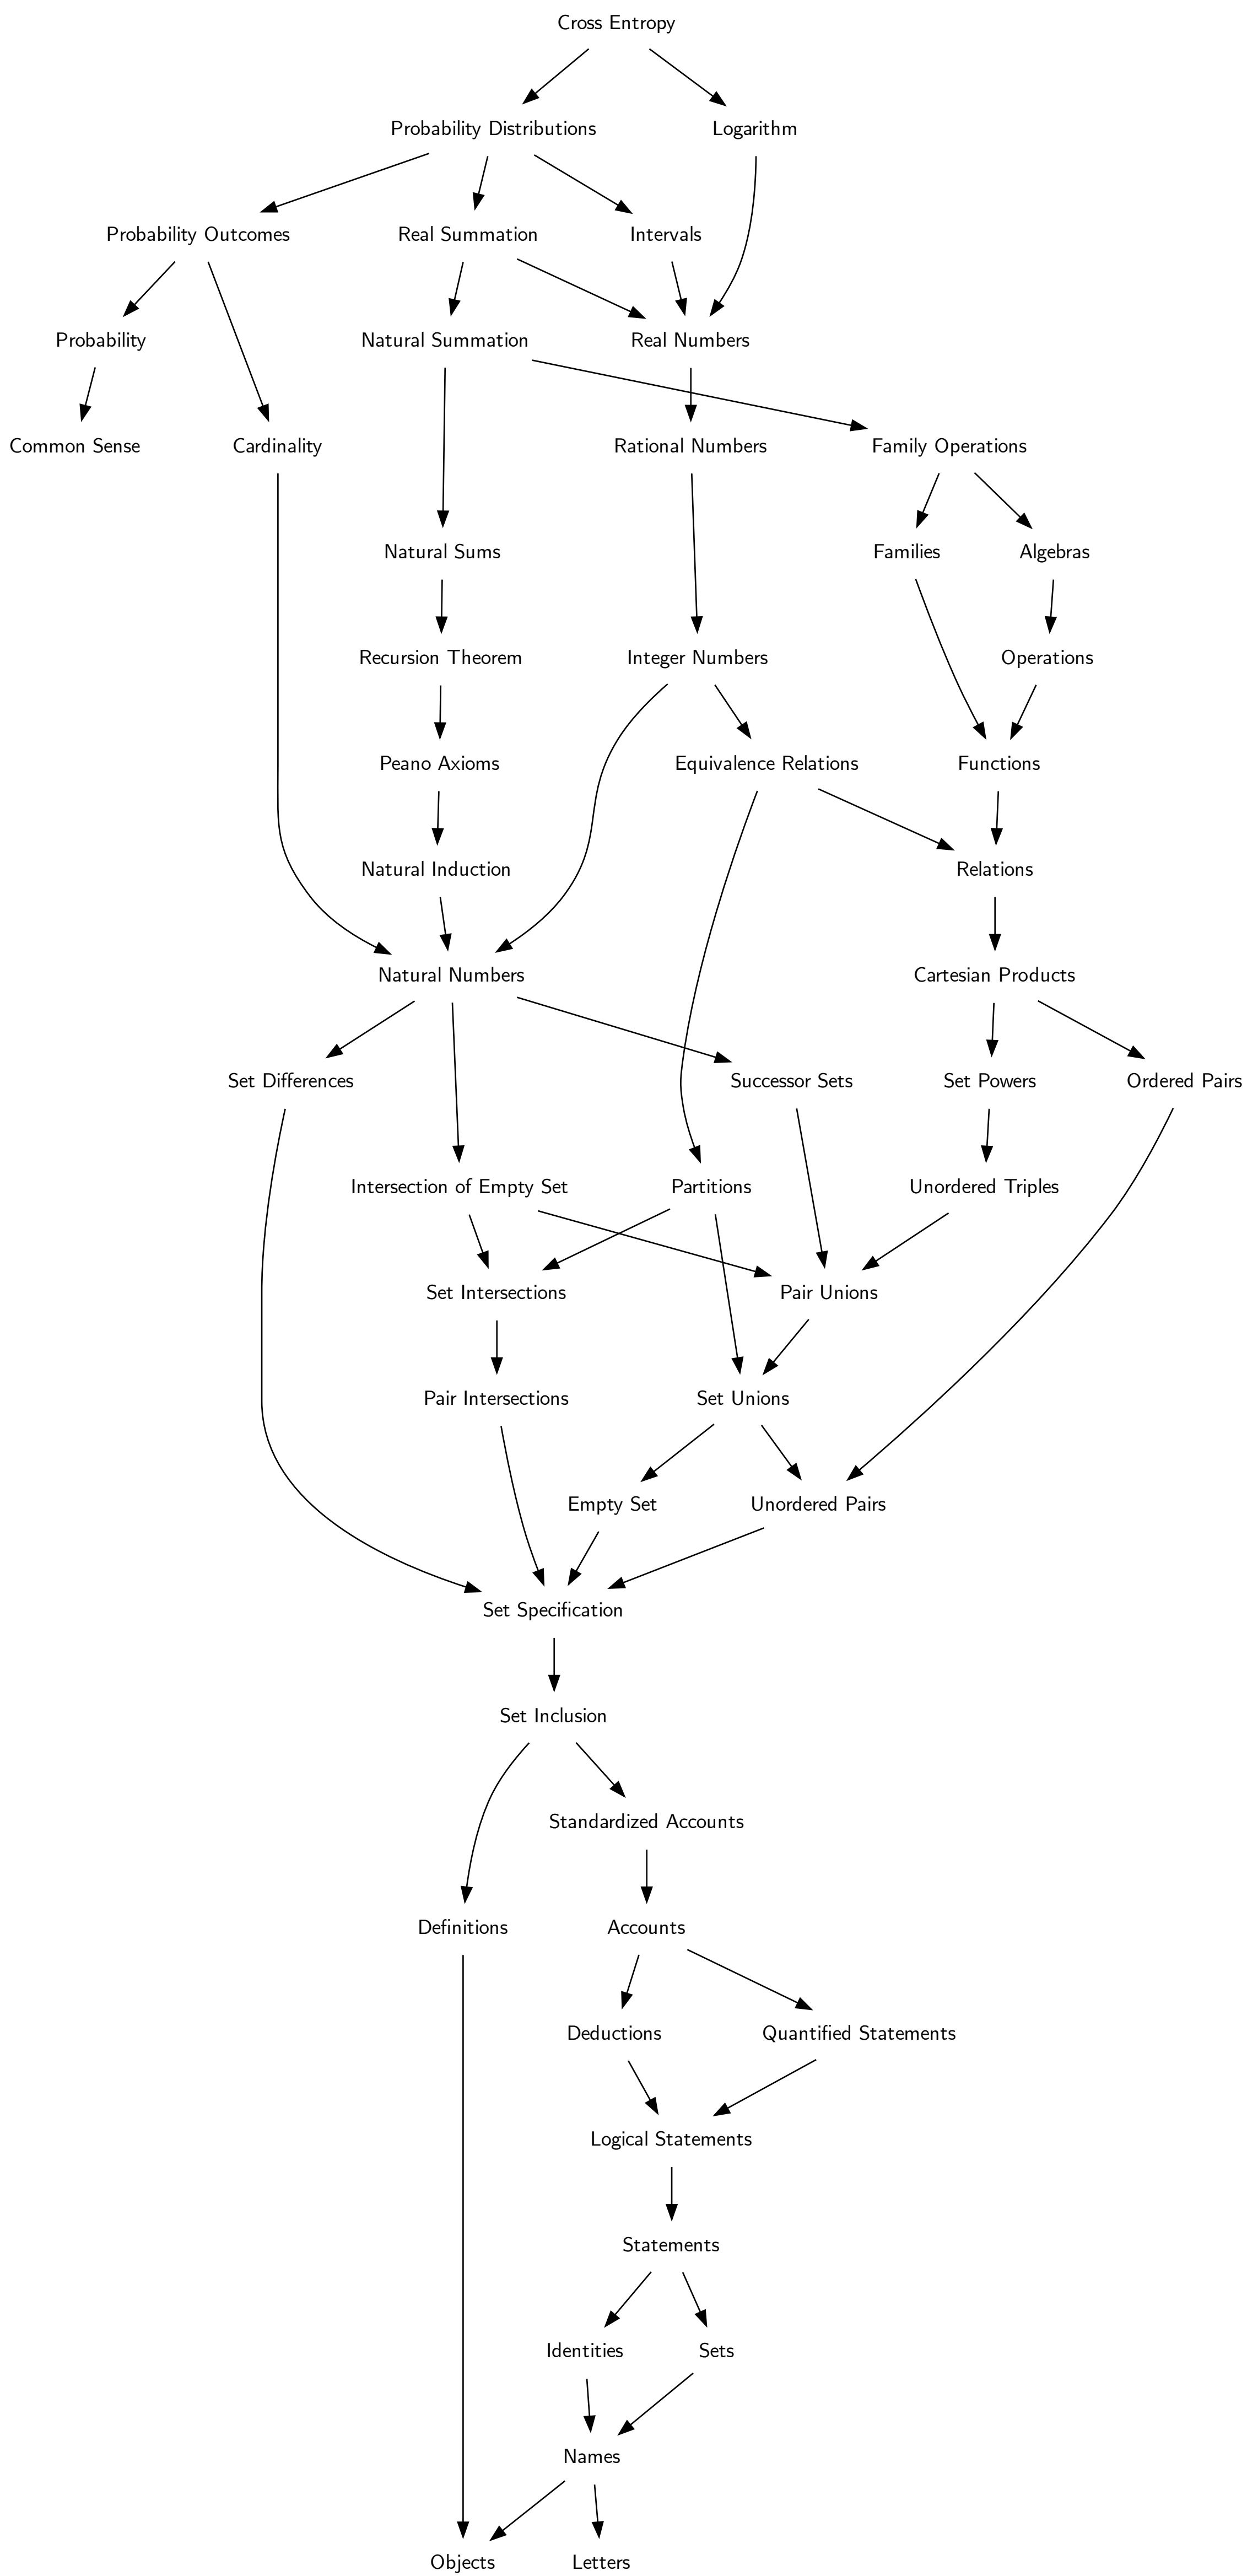 Cross Entropy
Probability Distributions
Logarithm
Probability Outcomes
Real Summation
Intervals
Probability
Natural Summation
Real Numbers
Common Sense
Cardinality
Rational Numbers
Family Operations
Natural Sums
Families
Algebras
Recursion Theorem
Integer Numbers
Operations
Peano Axioms
Equivalence Relations
Functions
Natural Induction
Relations
Natural Numbers
Cartesian Products
Set Differences
Successor Sets
Set Powers
Ordered Pairs
Intersection of Empty Set
Partitions
Unordered Triples
Set Intersections
Pair Unions
Pair Intersections
Set Unions
Empty Set
Unordered Pairs
Set Specification
Set Inclusion
Standardized Accounts
Definitions
Accounts
Deductions
Quantified Statements
Logical Statements
Statements
Identities
Sets
Names
Objects
Letters